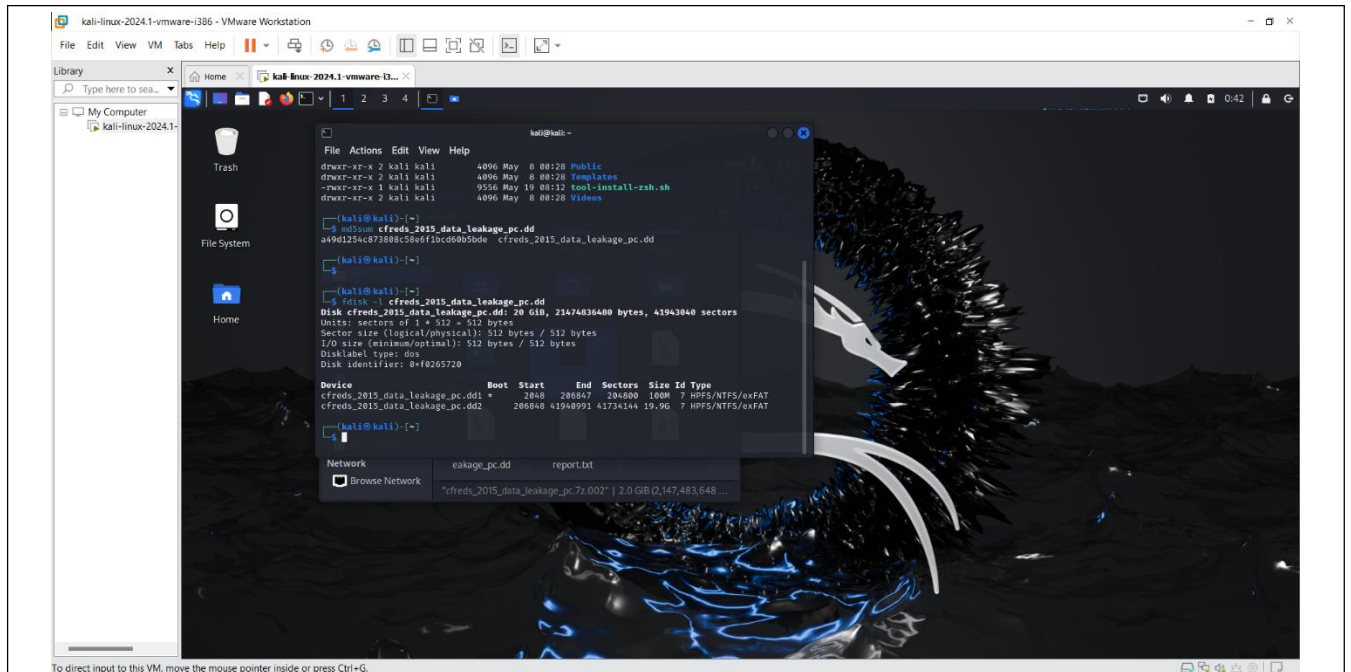 kali-linux-2024.1-vmware-i386 - VMware Workstation
File Edit View VM Tabs Help
Library x
Home kali-linux-2024.1-vmware-i3...
Type here to sea...
1 2 3 4 0:42
My Computer
kali-linux-2024.1-
Trash
File System
Home
kali@kali: ~
File Actions Edit View Help
drwxr-xr-x 2 kali kali 4096 May 8 00:28 Public
drwxr-xr-x 2 kali kali 4096 May 8 00:28 Templates
-rwxr-xr-x 1 kali kali 9556 May 19 08:12 tool-install-zsh.sh
drwxr-xr-x 2 kali kali 4096 May 8 00:28 Videos
(kali㉿kali)-[~]
$ md5sum cfreds_2015_data_leakage_pc.dd
a49d1254c873808c58e6f1bcd60b5bde cfreds_2015_data_leakage_pc.dd
(kali㉿kali)-[~]
$
(kali㉿kali)-[~]
$ fdisk -l cfreds_2015_data_leakage_pc.dd
Disk cfreds_2015_data_leakage_pc.dd: 20 GiB, 21474836480 bytes, 41943040 sectors
Units: sectors of 1 * 512 = 512 bytes
Sector size (logical/physical): 512 bytes / 512 bytes
I/O size (minimum/optimal): 512 bytes / 512 bytes
Disklabel type: dos
Disk identifier: 0×f0265720
Device Boot Start End Sectors Size Id Type
cfreds_2015_data_leakage_pc.dd1 * 2048 206847 204800 100M 7 HPFS/NTFS/exFAT
cfreds_2015_data_leakage_pc.dd2 206848 41940991 41734144 19.9G 7 HPFS/NTFS/exFAT
(kali㉿kali)-[~]
$
Network eakage_pc.dd report.txt
Browse Network
"cfreds_2015_data_leakage_pc.7z.002" | 2.0 GiB (2,147,483,648 ...
To direct input to this VM, move the mouse pointer inside or press Ctrl+G.